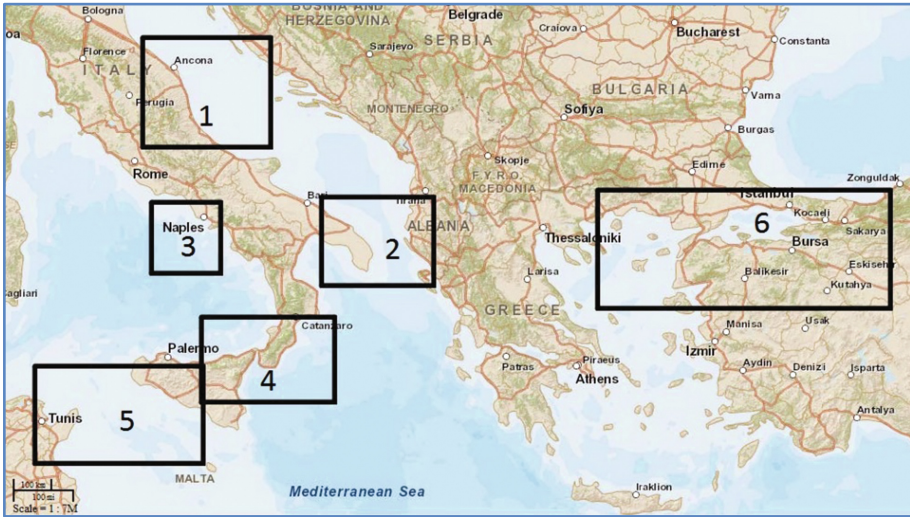 BOSNIA AND
HERZEGOVINA
Belgrade
Bologna
Craiova
Bucharest
Constanta
SERBIA
Sarajevo
Florence
ITALY
Ancona
Perugia
1
MONTENEGRO
BULGARIA
Varna
Sofiya
Burgas
Rome
Skopje
F.Y.R.O.
MACEDONIA
Edirne
Zonguldak
Bari
Tirana
Istanbul
Kocaeli
Naples
3
2
ALBANIA
Thessaloniki
6
Sakarya
Bursa
Larisa
Balikesir
Eskisehir
Kutahya
Cagliari
GREECE
Catanzaro
Usak
Manisa
Palermo
4
Patras
Piraeus
Athens
Izmir
Aydin
Denizi
Isparta
Tunis
5
Antalya
MALTA
Mediterranean Sea
Iraklion
100 km
100 mi
Scale = 1 : 7M